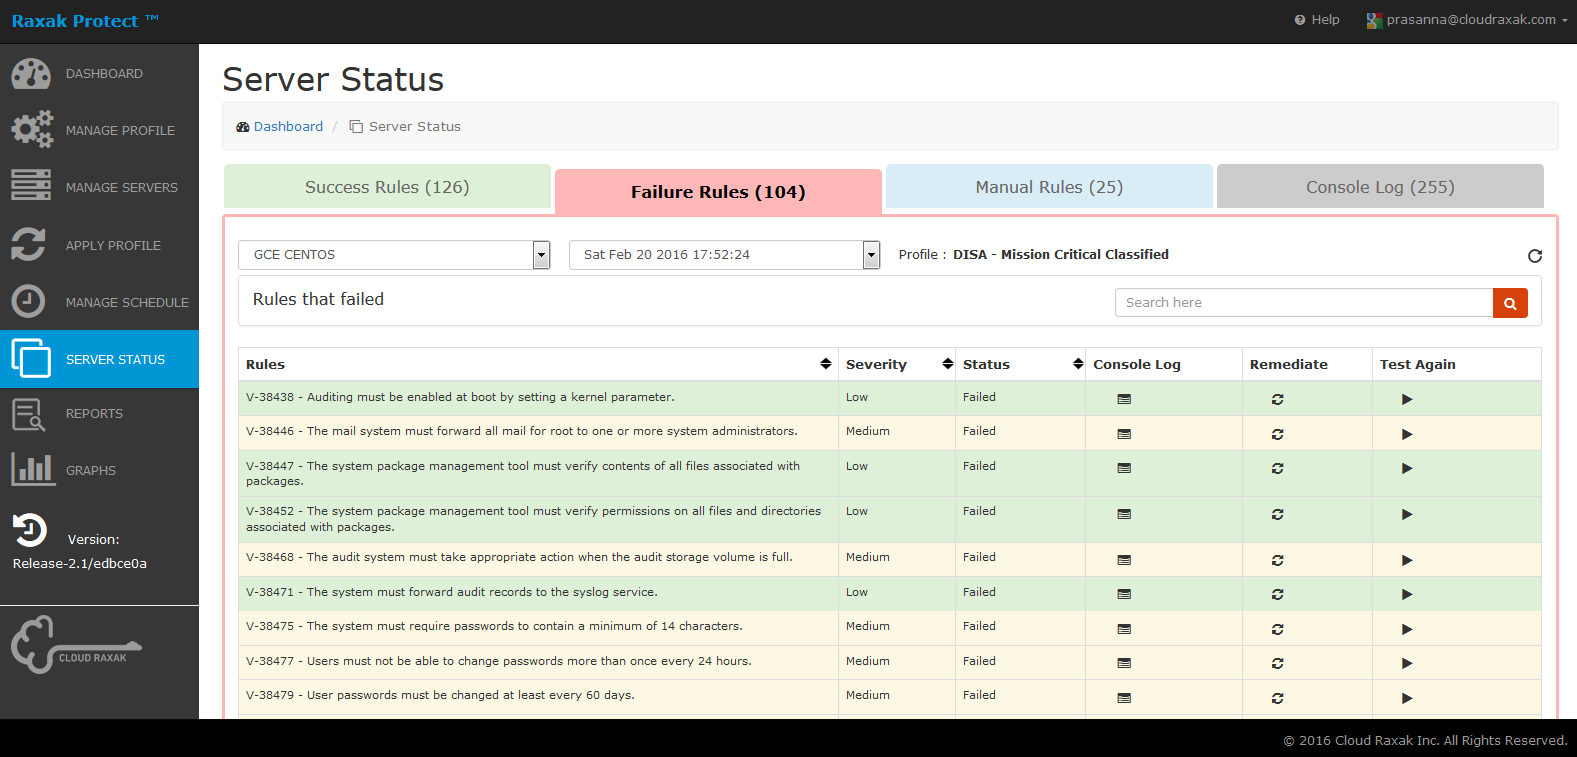 Raxak Protect ™
Help
prasanna@cloudraxak.com
DASHBOARD
MANAGE PROFILE
MANAGE SERVERS
APPLY PROFILE
MANAGE SCHEDULE
SERVER STATUS
REPORTS
GRAPHS
Version:
Release-2.1/edbce0a
CLOUD RAXAK
Server Status
Dashboard / Server Status
Success Rules (126)
Failure Rules (104)
Manual Rules (25)
Console Log (255)
GCE CENTOS
Sat Feb 20 2016 17:52:24
Profile : DISA - Mission Critical Classified
Rules that failed
Search here
Rules Severity Status Console Log Remediate Test Again
V-38438 - Auditing must be enabled at boot by setting a kernel parameter. Low Failed
V-38446 - The mail system must forward all mail for root to one or more system administrators. Medium Failed
V-38447 - The system package management tool must verify contents of all files associated with Low Failed
packages.
V-38452 - The system package management tool must verify permissions on all files and directories Low Failed
associated with packages.
V-38468 - The audit system must take appropriate action when the audit storage volume is full. Medium Failed
V-38471 - The system must forward audit records to the syslog service. Low Failed
V-38475 - The system must require passwords to contain a minimum of 14 characters. Medium Failed
V-38477 - Users must not be able to change passwords more than once every 24 hours. Medium Failed
V-38479 - User passwords must be changed at least every 60 days. Medium Failed
© 2016 Cloud Raxak Inc. All Rights Reserved.